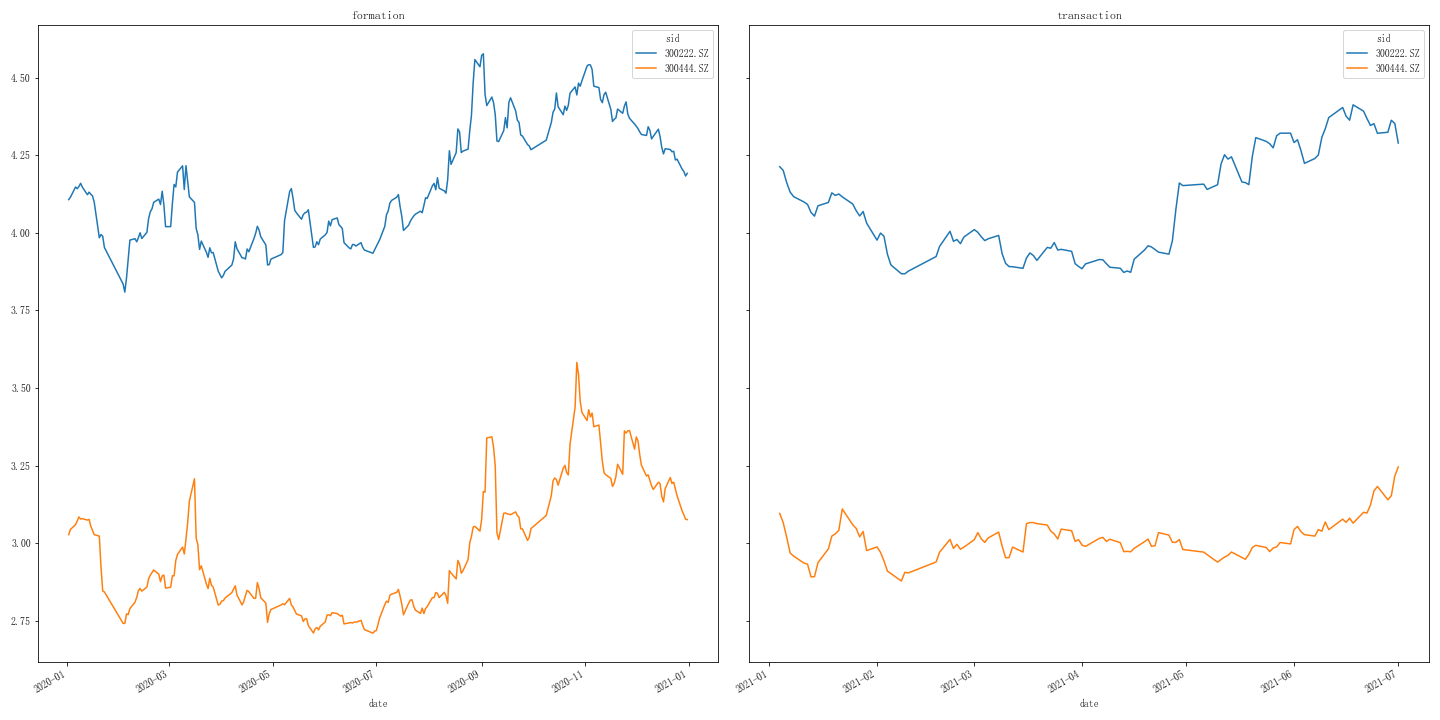 formation
sid
300222.SZ
300444.SZ
4.50
4.25
4.00
3.75
3.50
3.25
3.00
2.75
2020-01
2020-03
2020-05
2020-07
2020-09
2020-11
2021-01
date
transaction
sid
300222.SZ
300444.SZ
2021-01
2021-02
2021-03
2021-04
2021-05
2021-06
2021-07
date